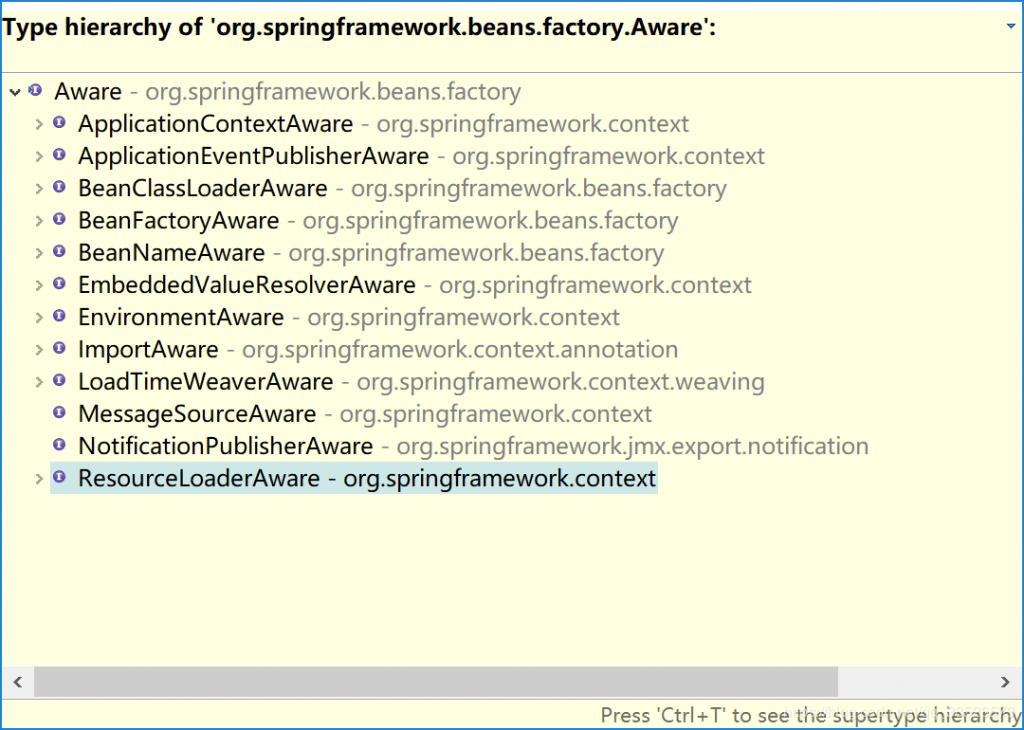 Type hierarchy of 'org.springframework.beans.factory.Aware':
Aware - org.springframework.beans.factory
ApplicationContextAware - org.springframework.context
ApplicationEventPublisherAware - org.springframework.context
BeanClassLoaderAware - org.springframework.beans.factory
BeanFactoryAware - org.springframework.beans.factory
BeanNameAware - org.springframework.beans.factory
EmbeddedValueResolverAware - org.springframework.context
EnvironmentAware - org.springframework.context
ImportAware - org.springframework.context.annotation
LoadTimeWeaverAware - org.springframework.context.weaving
MessageSourceAware - org.springframework.context
NotificationPublisherAware - org.springframework.jmx.export.notification
ResourceLoaderAware - org.springframework.context
Press 'Ctrl+T' to see the supertype hierarchy